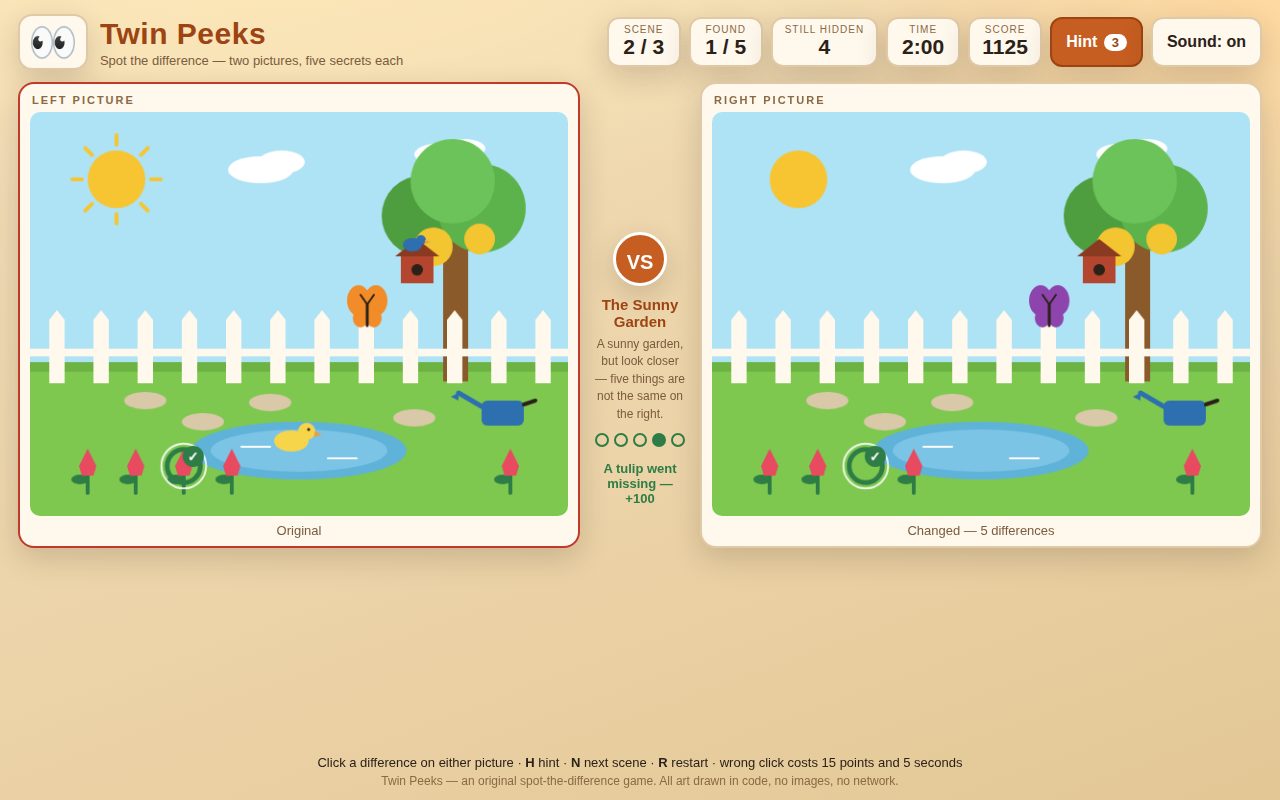 Twin Peeks
Spot the difference — two pictures, five secrets each
SCENE
2 / 3
FOUND
1 / 5
STILL HIDDEN
4
TIME
2:00
SCORE
1125
Hint 3
Sound: on
LEFT PICTURE
Original
VS
The Sunny
Garden
A sunny garden,
but look closer
— five things are
not the same on
the right.
A tulip went
missing —
+100
RIGHT PICTURE
Changed — 5 differences
Click a difference on either picture · H hint · N next scene · R restart · wrong click costs 15 points and 5 seconds
Twin Peeks — an original spot-the-difference game. All art drawn in code, no images, no network.